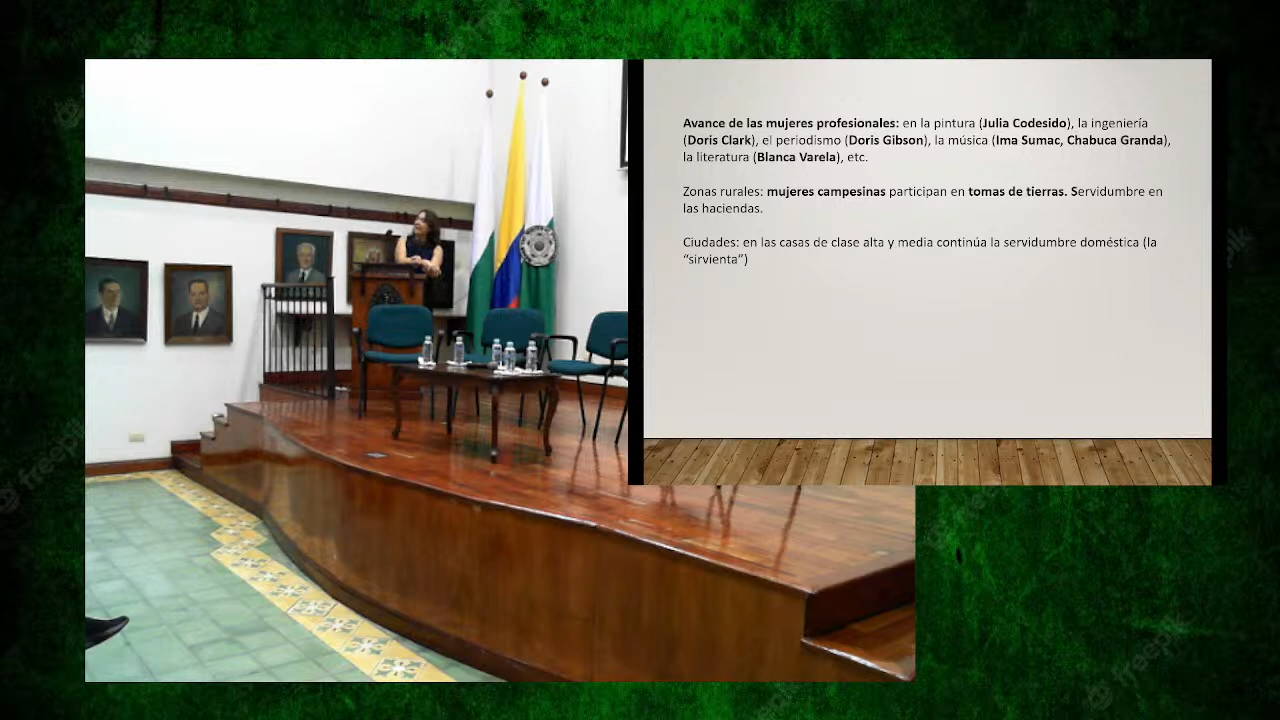 Avance de las mujeres profesionales: en la pintura (Julia Codesido), la ingeniería
(Doris Clark), el periodismo (Doris Gibson), la música (Ima Sumac, Chabuca Granda),
la literatura (Blanca Varela), etc.
Zonas rurales: mujeres campesinas participan en tomas de tierras. Servidumbre en
las haciendas.
Ciudades: en las casas de clase alta y media continúa la servidumbre doméstica (la
“sirvienta”)
freepik
freepik